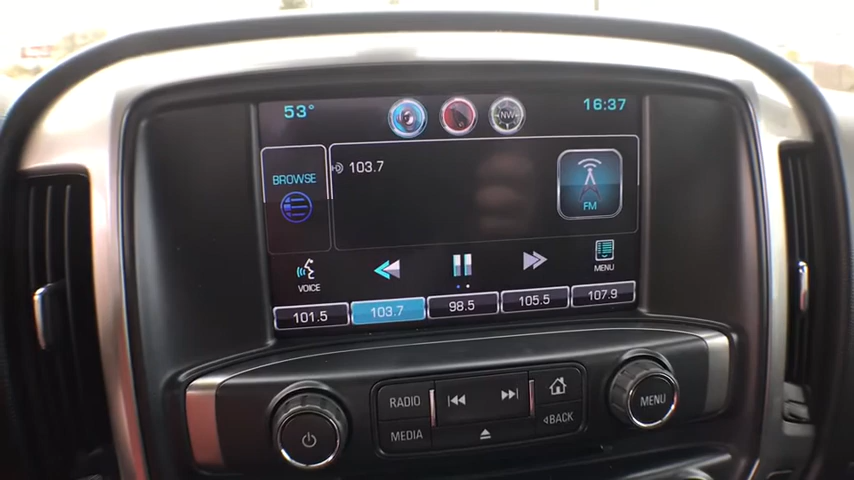 53°
NW
16:37
BROWSE
103.7
FM
VOICE
MENU
101.5
103.7
98.5
105.5
107.9
RADIO
MEDIA
BACK
MENU